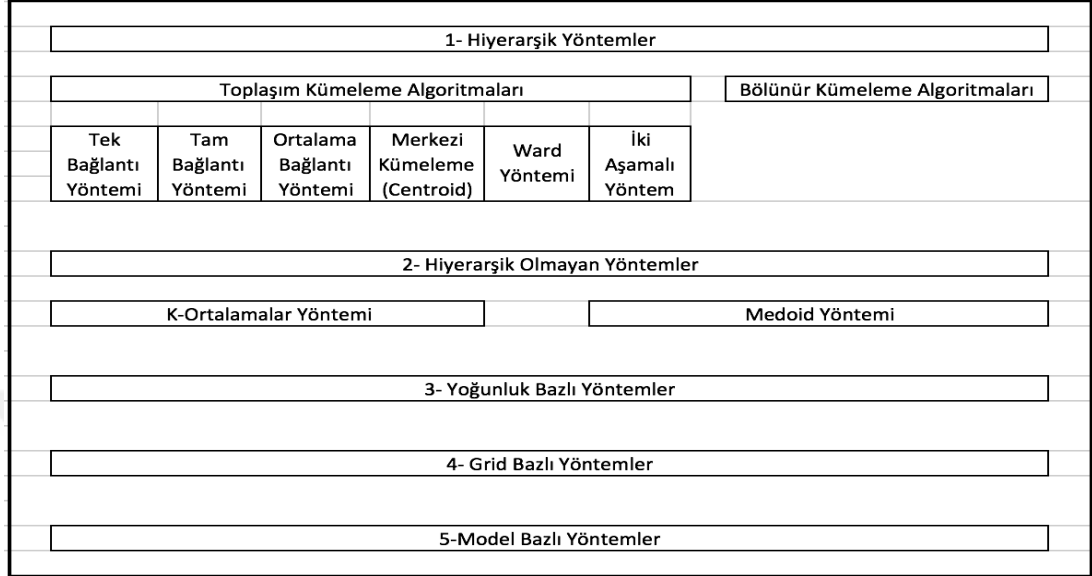 1- Hiyerarşik Yöntemler
Toplaşım Kümeleme Algoritmaları
Bölünür Kümeleme Algoritmaları
Tek
Bağlantı
Yöntemi
Tam
Bağlantı
Yöntemi
Ortalama
Bağlantı
Yöntemi
Merkezi
Kümeleme
(Centroid)
Ward
Yöntemi
İki
Aşamalı
Yöntem
2- Hiyerarşik Olmayan Yöntemler
K-Ortalamalar Yöntemi
Medoid Yöntemi
3- Yoğunluk Bazlı Yöntemler
4- Grid Bazlı Yöntemler
5-Model Bazlı Yöntemler